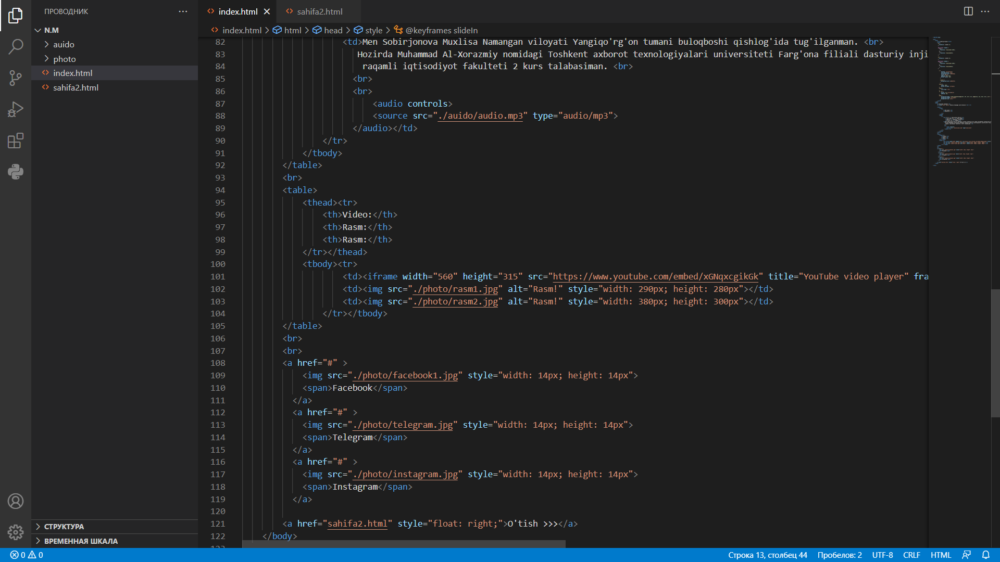 ПРОВОДНИК
N.M
auido
photo
index.html
sahifa2.html
СТРУКТУРА
ВРЕМЕННАЯ ШКАЛА
index.html
sahifa2.html
index.html > html > head > style > @keyframes slideIn
82 <td>Men Sobirjonova Muxlisa Namangan viloyati Yangiqo'rg'on tumani buloqboshi qishlog'ida tug'ilganman. <br>
83 Hozirda Muhammad Al-Xorazmiy nomidagi Toshkent axborot texnologiyalari universiteti Farg'ona filiali dasturiy inji
84 raqamli iqtisodiyot fakulteti 2 kurs talabasiman. <br>
85 <br>
86 <br>
87 <audio controls>
88 <source src="./auido/audio.mp3" type="audio/mp3">
89 </audio></td>
90 </tr>
91 </tbody>
92 </table>
93 <br>
94 <table>
95 <thead><tr>
96 <th>Video:</th>
97 <th>Rasm:</th>
98 <th>Rasm:</th>
99 </tr></thead>
100 <tbody><tr>
101 <td><iframe width="560" height="315" src="https://www.youtube.com/embed/xGNqxcgikGk" title="YouTube video player" fra
102 <td><img src="./photo/rasm1.jpg" alt="Rasm!" style="width: 290px; height: 280px"></td>
103 <td><img src="./photo/rasm2.jpg" alt="Rasm!" style="width: 380px; height: 300px"></td>
104 </tr></tbody>
105 </table>
106 <br>
107 <br>
108 <a href="#" >
109 <img src="./photo/facebook1.jpg" style="width: 14px; height: 14px">
110 <span>Facebook</span>
111 </a>
112 <a href="#" >
113 <img src="./photo/telegram.jpg" style="width: 14px; height: 14px">
114 <span>Telegram</span>
115 </a>
116 <a href="#" >
117 <img src="./photo/instagram.jpg" style="width: 14px; height: 14px">
118 <span>Instagram</span>
119 </a>
120
121 <a href="sahifa2.html" style="float: right;">O'tish >>></a>
122 </body>
0 0
Строка 13, столбец 44
Пробелов: 2
UTF-8
CRLF
HTML